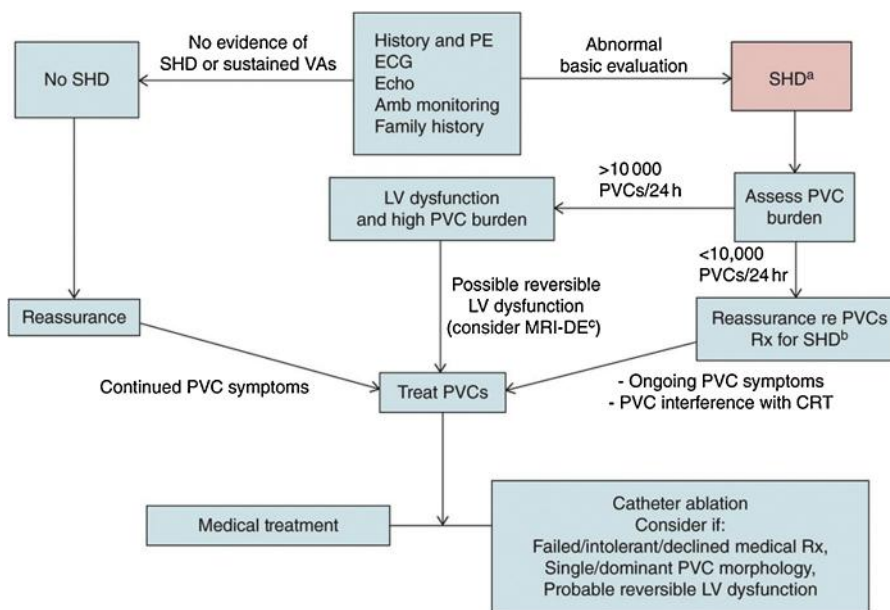 No evidence of
SHD or sustained VAs
No SHD
History and PE
ECG
Echo
Amb monitoring
Family history
Abnormal
basic evaluation
SHDᵃ
>10 000
PVCs/24 h
LV dysfunction
and high PVC burden
Assess PVC
burden
<10,000
PVCs/24 hr
Possible reversible
LV dysfunction
(consider MRI-DEᶜ)
Reassurance
Reassurance re PVCs
Rx for SHDᵇ
Continued PVC symptoms
Treat PVCs
- Ongoing PVC symptoms
- PVC interference with CRT
Medical treatment
Catheter ablation
Consider if:
Failed/intolerant/declined medical Rx,
Single/dominant PVC morphology,
Probable reversible LV dysfunction